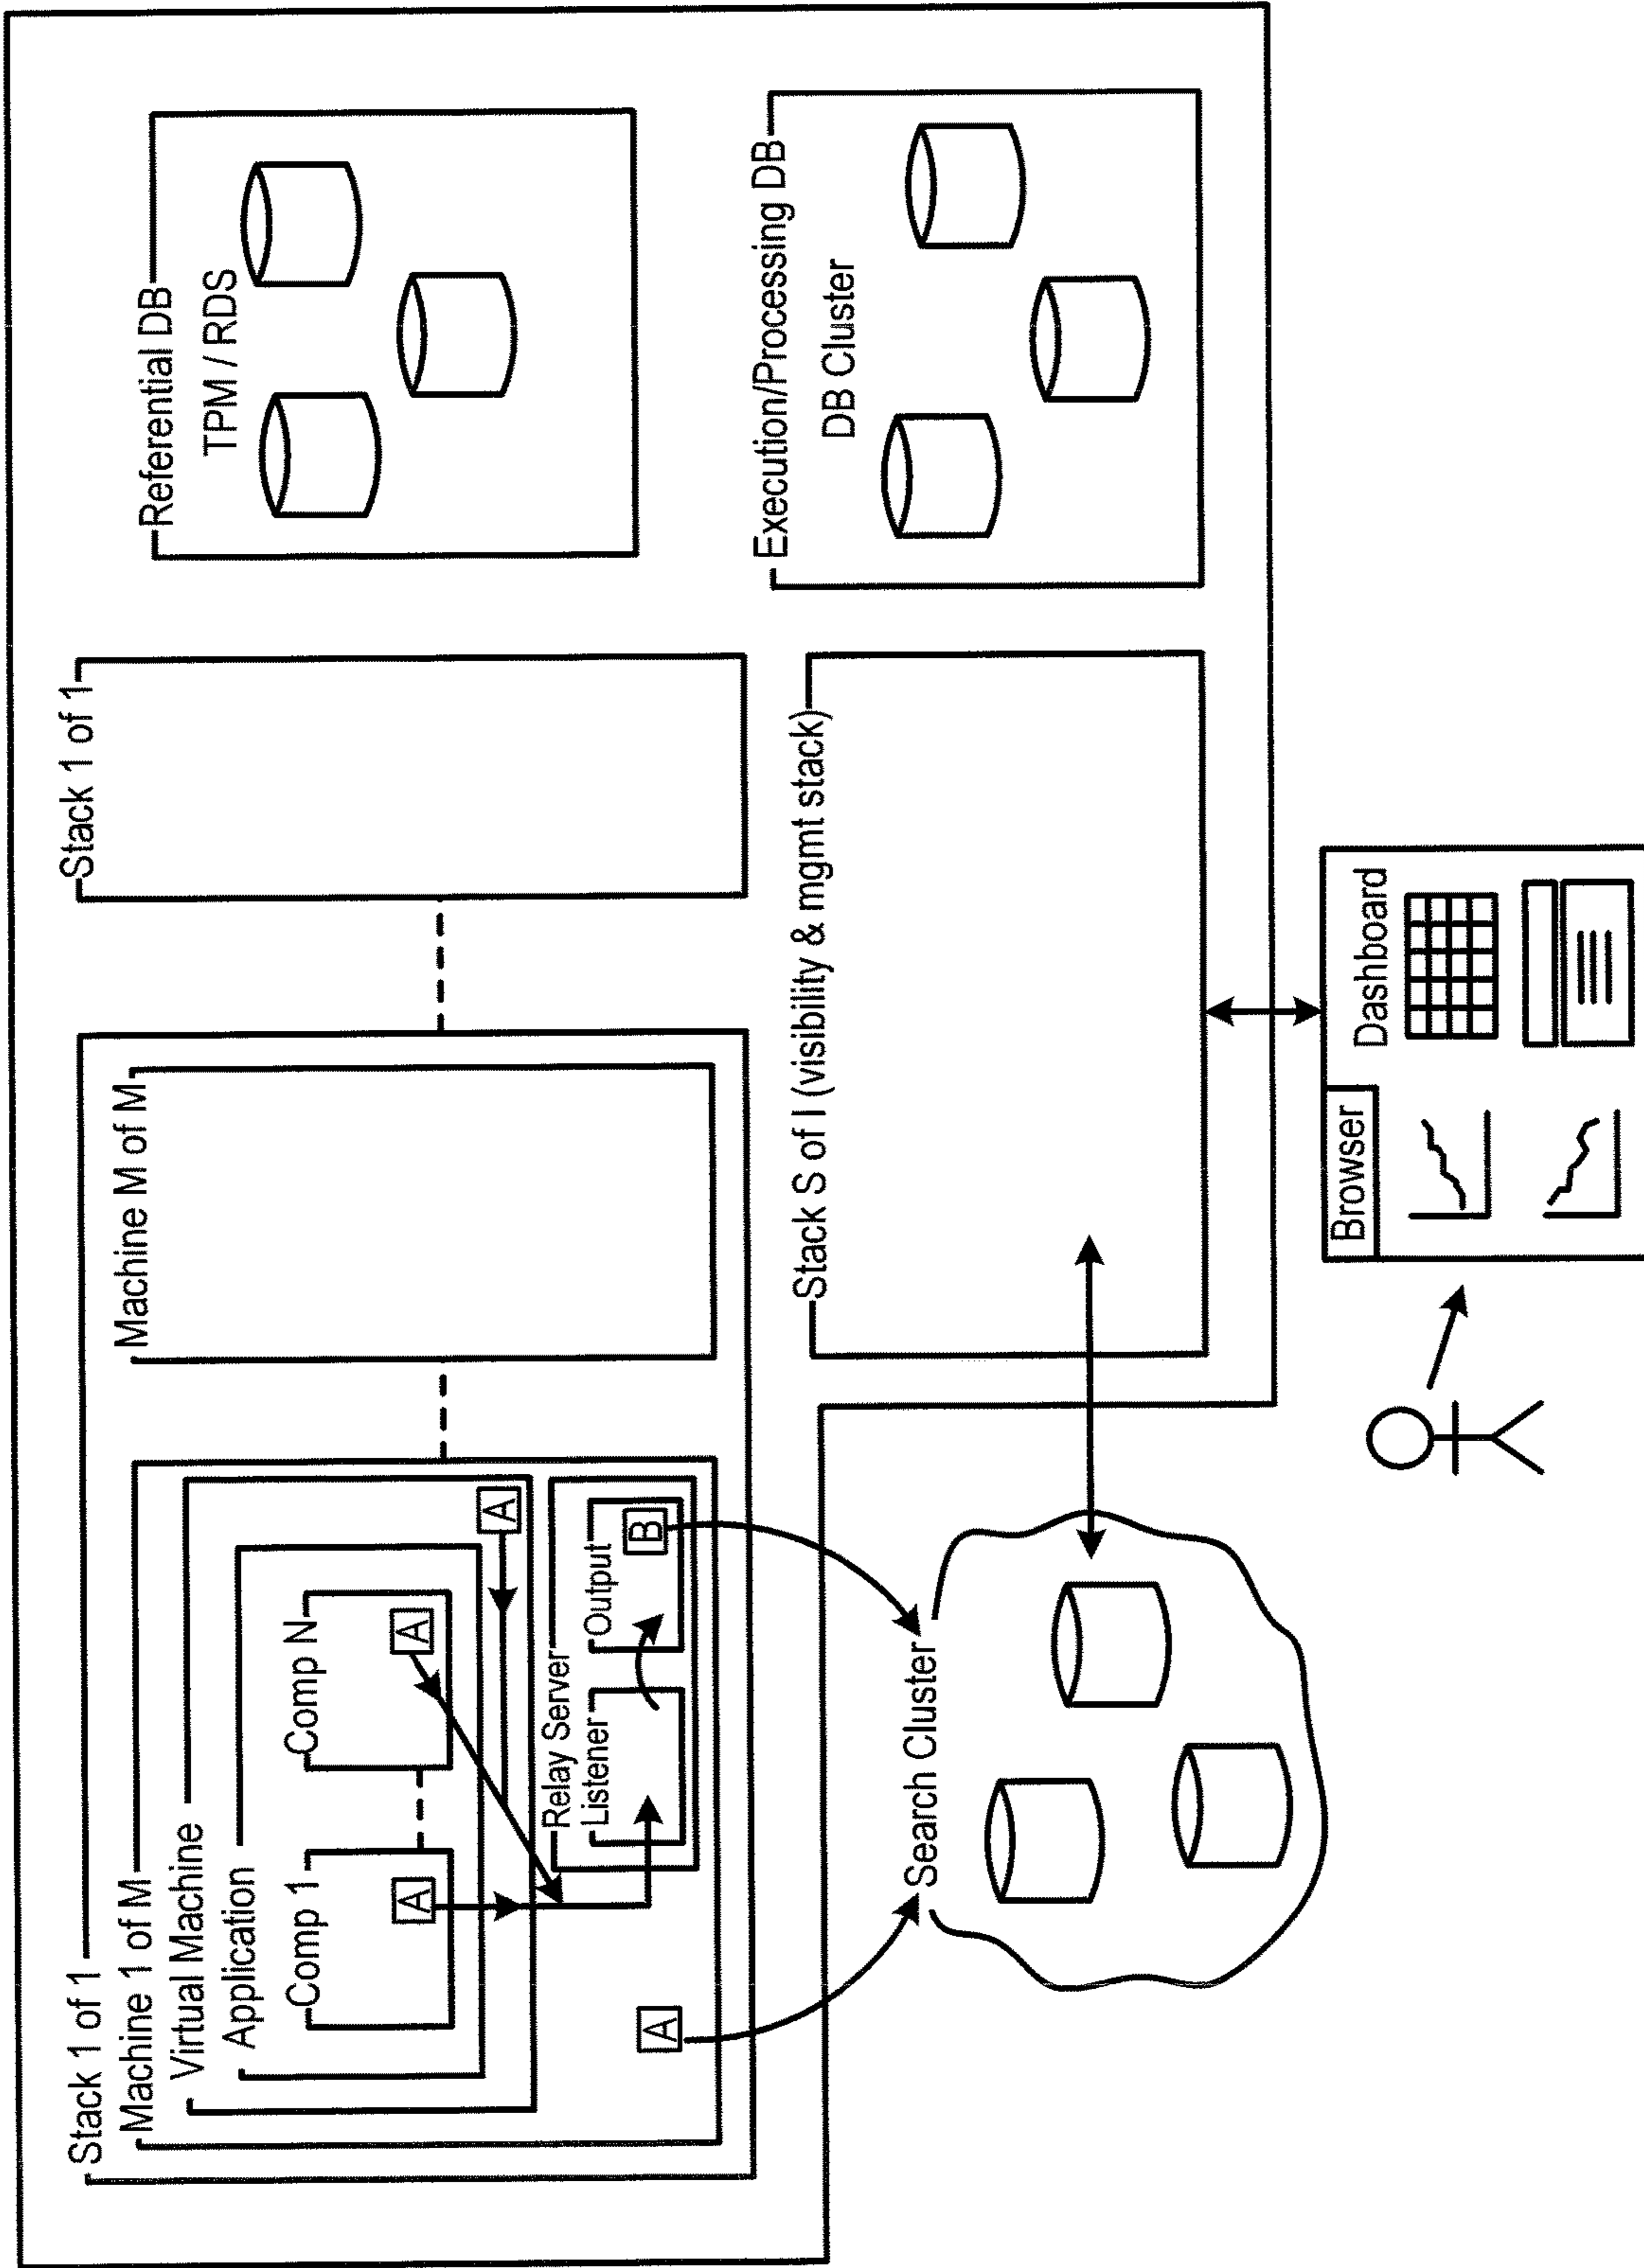 Stack 1 of 1
Machine 1 of M
Virtual Machine
Application
Comp 1
A
Comp N
A
A
Relay Server
Listener
Output
B
A
Machine M of M
Stack 1 of 1
Referential DB
TPM / RDS
Stack S of I (visibility & mgmt stack)
Execution/Processing DB
DB Cluster
Search Cluster
Browser
Dashboard